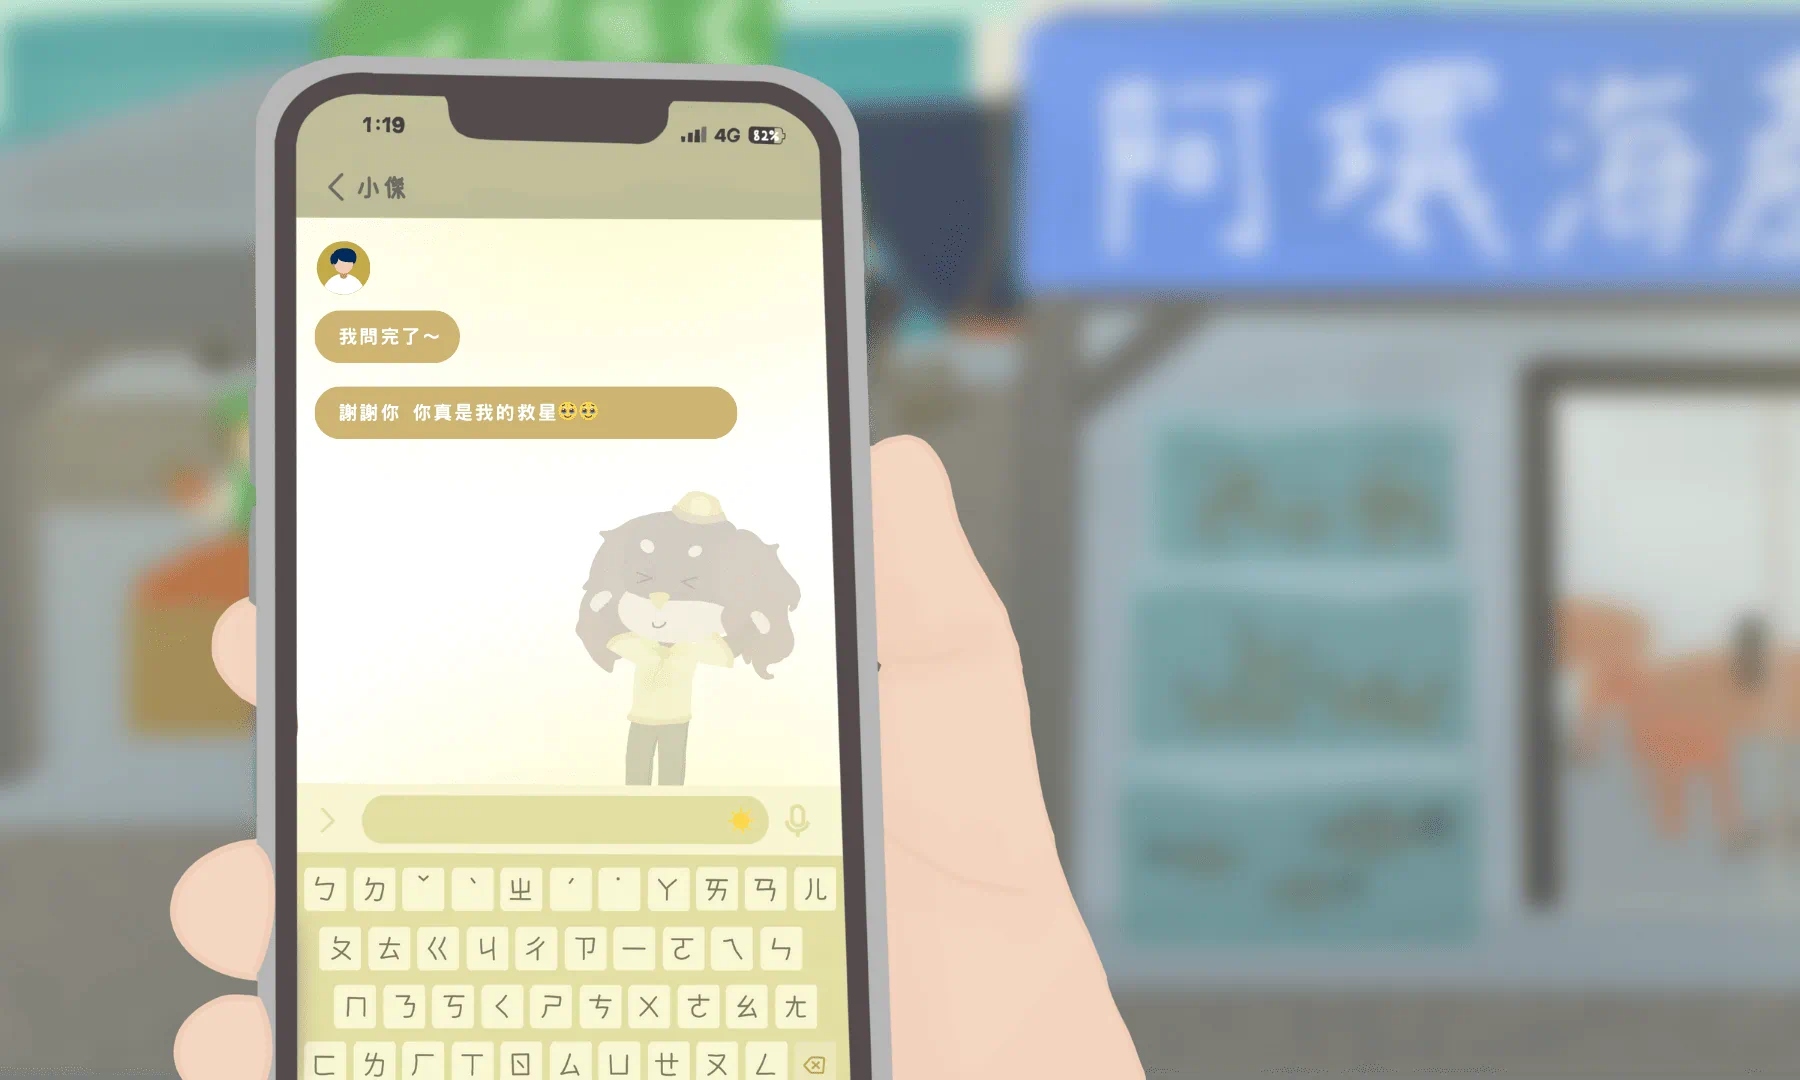 1:19
4G 82%
小傑
阿環海產
我問完了～
謝謝你 你真是我的救星🥹🥹
ㄅ ㄉ ˇ ˋ ㄓ ˊ ˙ ㄚ ㄞ ㄢ ㄦ
ㄆ ㄊ ㄍ ㄐ ㄔ ㄗ ㄧ ㄛ ㄟ ㄣ
ㄇ ㄋ ㄎ ㄑ ㄕ ㄘ ㄨ ㄜ ㄠ ㄤ
ㄈ ㄌ ㄏ ㄒ ㄖ ㄙ ㄩ ㄝ ㄡ ㄥ